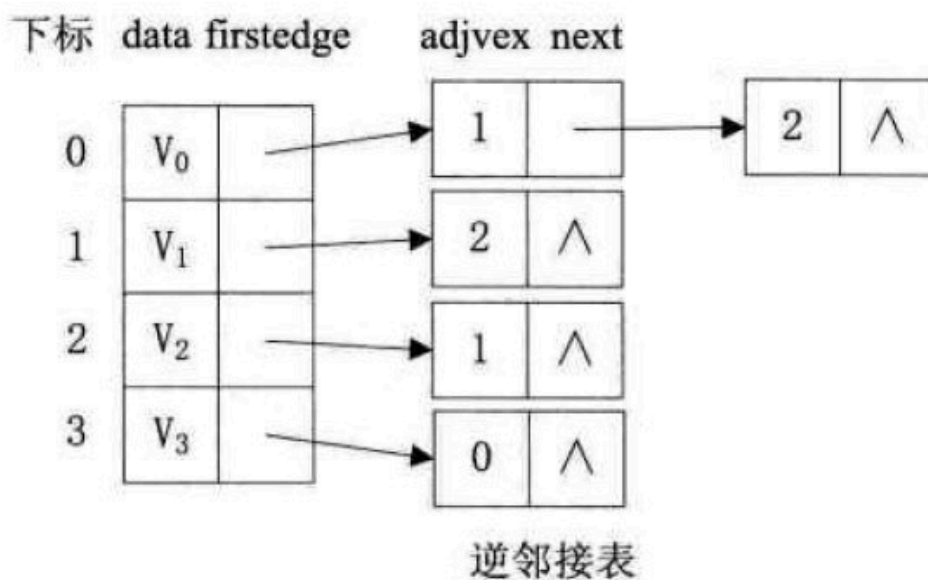 下标 data firstedge adjvex next
0 V₀ 1 2 ∧
1 V₁ 2 ∧
2 V₂ 1 ∧
3 V₃ 0 ∧
逆邻接表